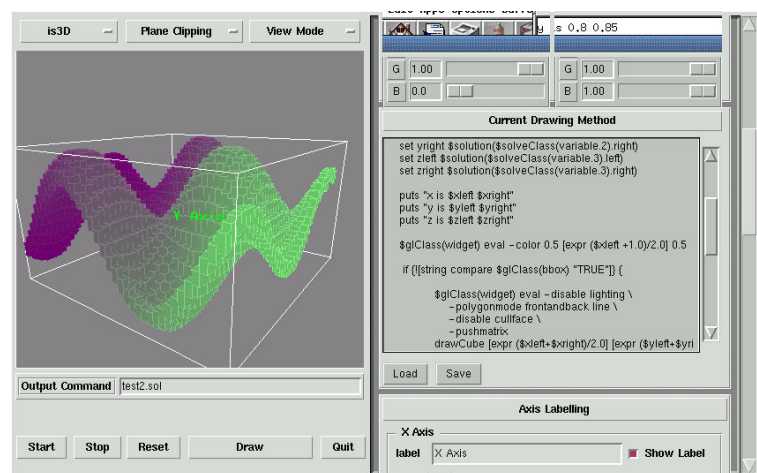 is3D
Plane Clipping
View Mode
Y Axis
Output Command
test2.sol
Start
Stop
Reset
Draw
Quit
s 0.8 0.85
G 1.00
B 0.0
G 1.00
B 1.00
Current Drawing Method
set yright $solution($solveClass(variable.2).right)
set zleft $solution($solveClass(variable.3).left)
set zright $solution($solveClass(variable.3).right)
puts "x is $xleft $xright"
puts "y is $yleft $yright"
puts "z is $zleft $zright"
$glClass(widget) eval -color 0.5 [expr ($xleft +1.0)/2.0] 0.5
if {![string compare $glClass(bbox) "TRUE"]} {
$glClass(widget) eval -disable lighting \
-polygonmode frontandback line \
-disable cullface \
-pushmatrix
drawCube [expr ($xleft+$xright)/2.0] [expr ($yleft+$yri
Load
Save
Axis Labelling
X Axis
label X Axis
Show Label